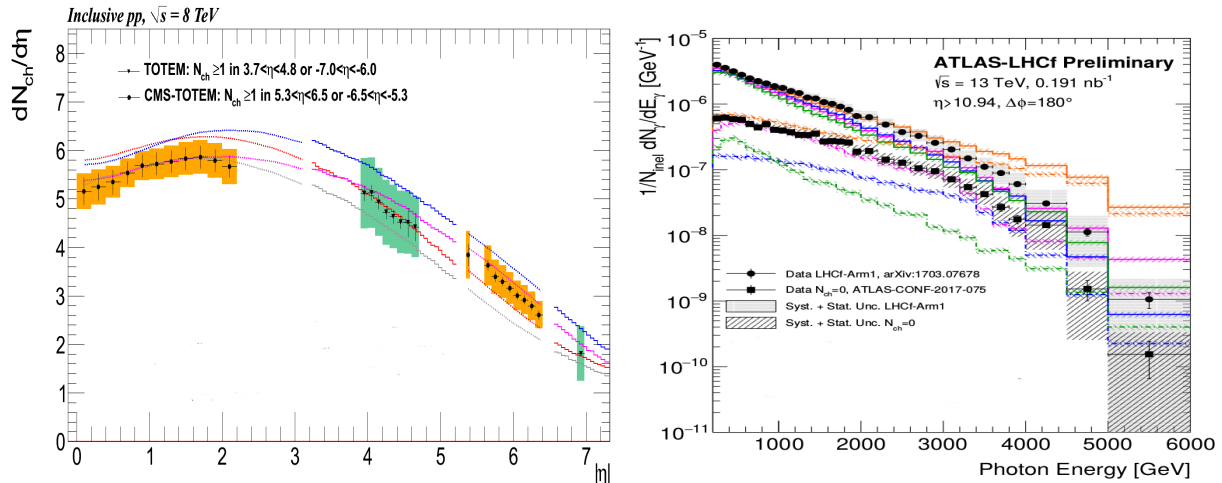 Inclusive pp, √s = 8 TeV
dN_ch/dη
8
7
6
5
4
3
2
1
0
TOTEM: N_ch ≥1 in 3.7<η<4.8 or -7.0<η<-6.0
CMS-TOTEM: N_ch ≥1 in 5.3<η<6.5 or -6.5<η<-5.3
0 1 2 3 4 5 6 7
|η|
1/N_inel dN_γ/dE_γ [GeV⁻¹]
10⁻⁵
10⁻⁶
10⁻⁷
10⁻⁸
10⁻⁹
10⁻¹⁰
10⁻¹¹
ATLAS-LHCf Preliminary
√s = 13 TeV, 0.191 nb⁻¹
η>10.94, Δϕ=180°
Data LHCf-Arm1, arXiv:1703.07678
Data N_ch=0, ATLAS-CONF-2017-075
Syst. + Stat. Unc. LHCf-Arm1
Syst. + Stat. Unc. N_ch=0
1000 2000 3000 4000 5000 6000
Photon Energy [GeV]